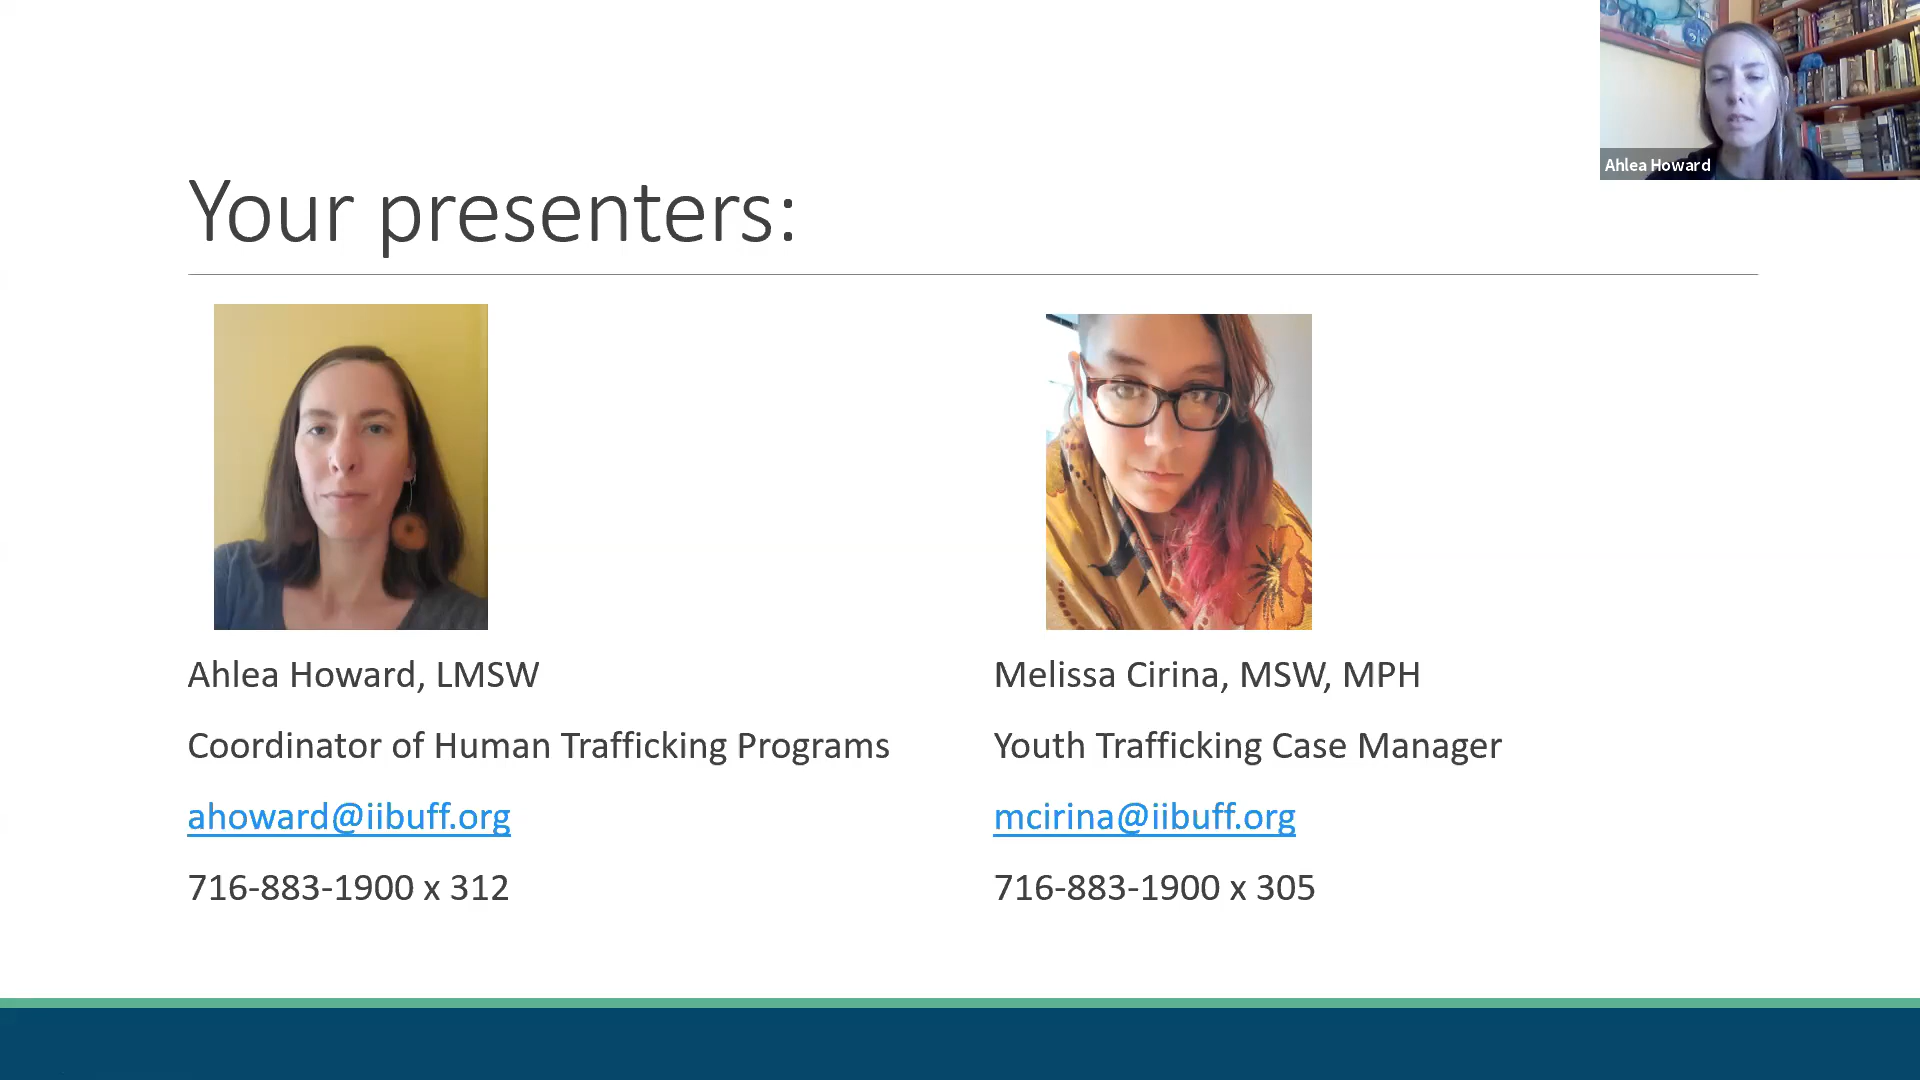 Ahlea Howard
Your presenters:
Ahlea Howard, LMSW
Coordinator of Human Trafficking Programs
ahoward@iibuff.org
716-883-1900 x 312
Melissa Cirina, MSW, MPH
Youth Trafficking Case Manager
mcirina@iibuff.org
716-883-1900 x 305